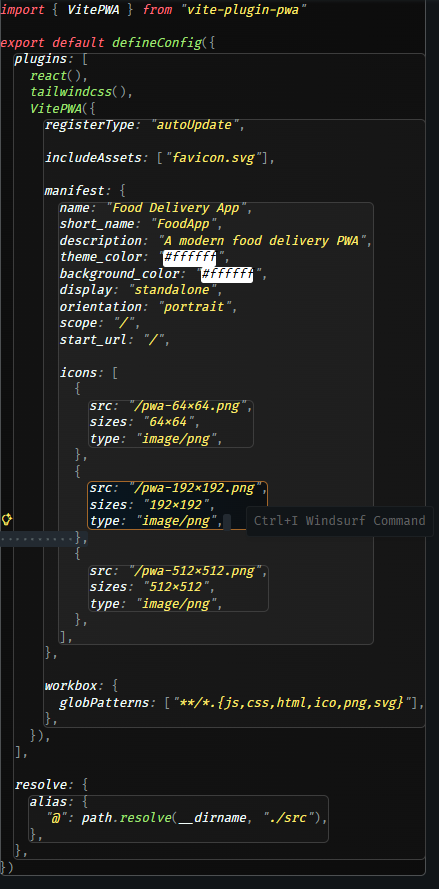 import { VitePWA } from "vite-plugin-pwa"
export default defineConfig({
plugins: [
react(),
tailwindcss(),
VitePWA({
registerType: "autoUpdate",
includeAssets: ["favicon.svg"],
manifest: {
name: "Food Delivery App",
short_name: "FoodApp",
description: "A modern food delivery PWA",
theme_color: "#ffffff",
background_color: "#ffffff",
display: "standalone",
orientation: "portrait",
scope: "/",
start_url: "/",
icons: [
{
src: "/pwa-64×64.png",
sizes: "64×64",
type: "image/png",
},
{
src: "/pwa-192×192.png",
sizes: "192×192",
type: "image/png", Ctrl+I Windsurf Command
},
{
src: "/pwa-512×512.png",
sizes: "512×512",
type: "image/png",
},
],
},
workbox: {
globPatterns: ["**/*.{js,css,html,ico,png,svg}"],
},
}),
],
resolve: {
alias: {
"@": path.resolve(__dirname, "./src"),
},
},
})